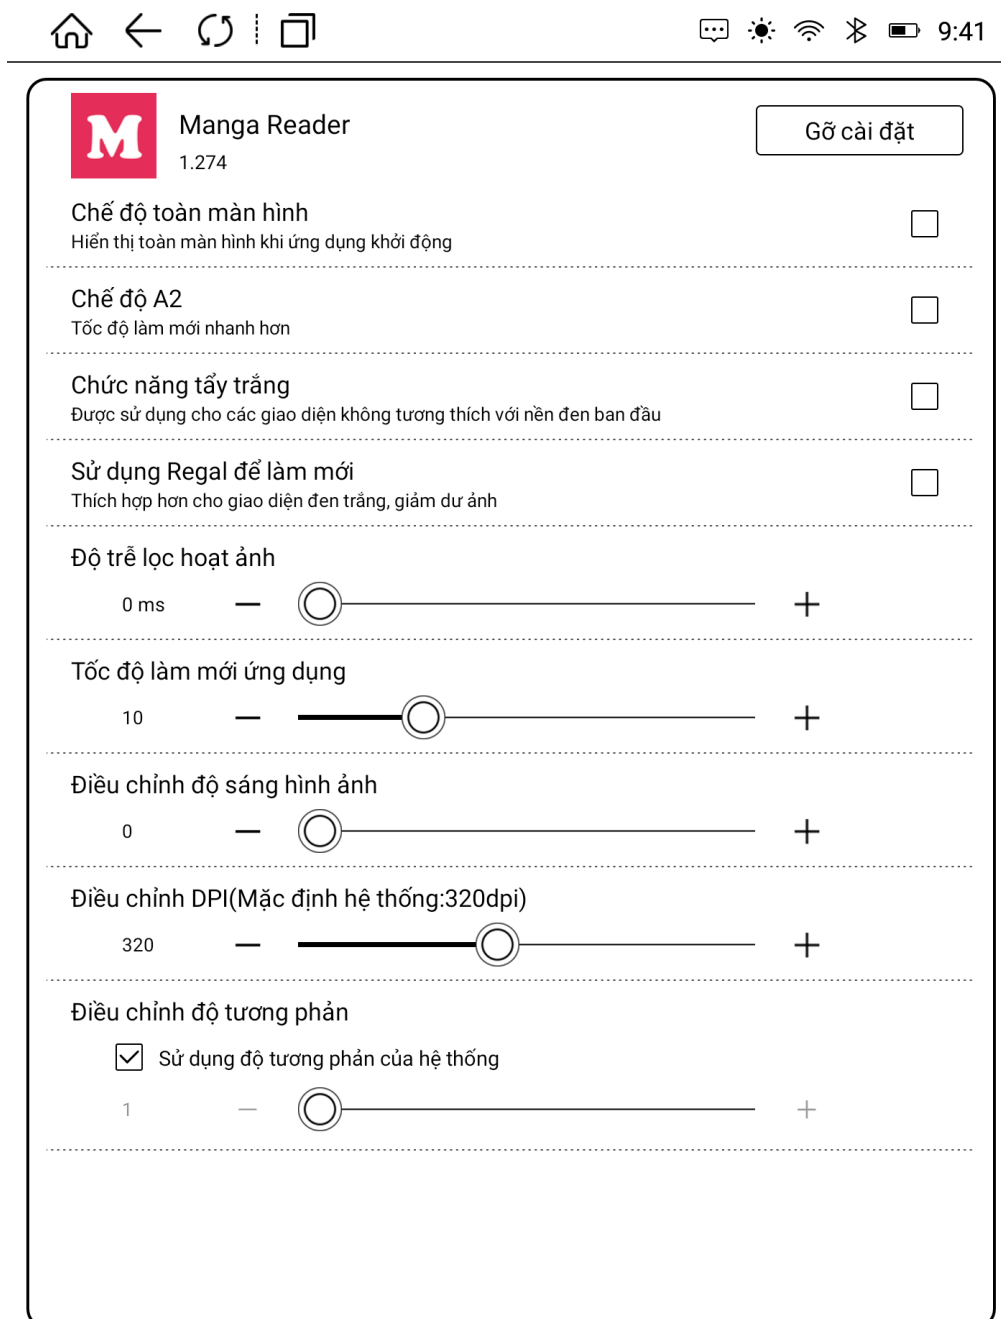 9:41
M
Manga Reader
1.274
Gỡ cài đặt
Chế độ toàn màn hình
Hiển thị toàn màn hình khi ứng dụng khởi động
Chế độ A2
Tốc độ làm mới nhanh hơn
Chức năng tẩy trắng
Được sử dụng cho các giao diện không tương thích với nền đen ban đầu
Sử dụng Regal để làm mới
Thích hợp hơn cho giao diện đen trắng, giảm dư ảnh
Độ trễ lọc hoạt ảnh
0 ms
Tốc độ làm mới ứng dụng
10
Điều chỉnh độ sáng hình ảnh
0
Điều chỉnh DPI(Mặc định hệ thống:320dpi)
320
Điều chỉnh độ tương phản
Sử dụng độ tương phản của hệ thống
1